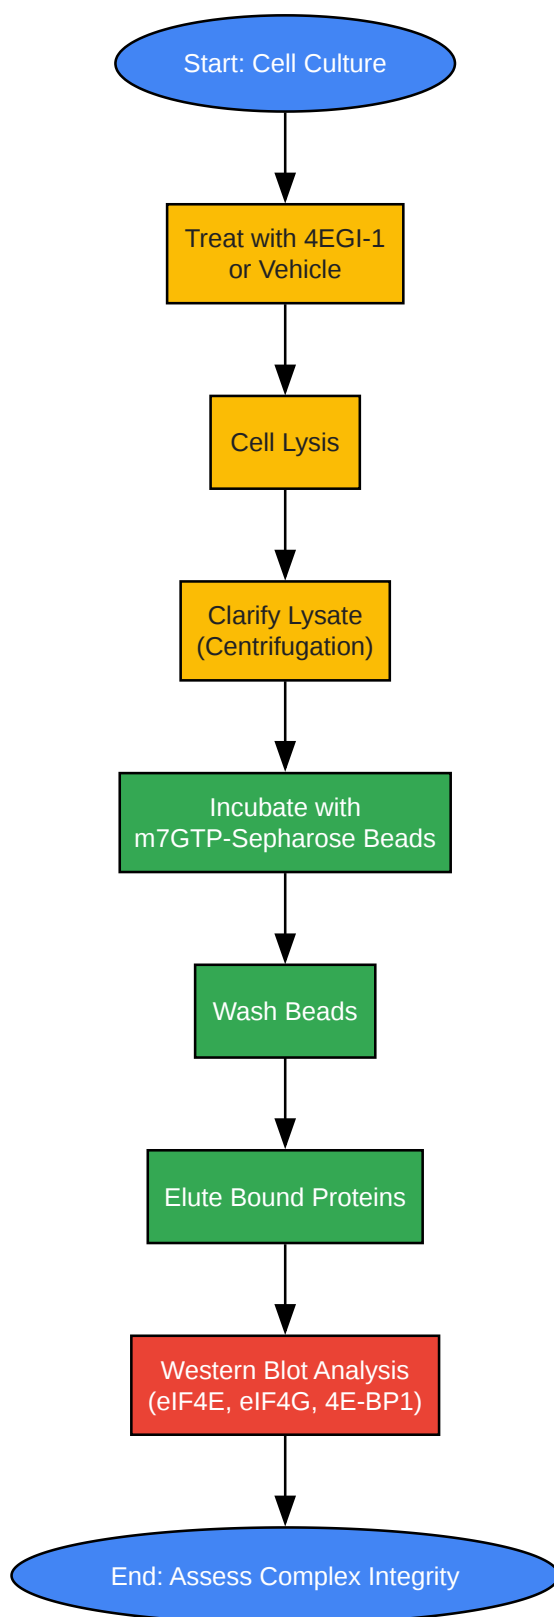 Start: Cell Culture
Treat with 4EGI-1
or Vehicle
Cell Lysis
Clarify Lysate
(Centrifugation)
Incubate with
m7GTP-Sepharose Beads
Wash Beads
Elute Bound Proteins
Western Blot Analysis
(eIF4E, eIF4G, 4E-BP1)
End: Assess Complex Integrity